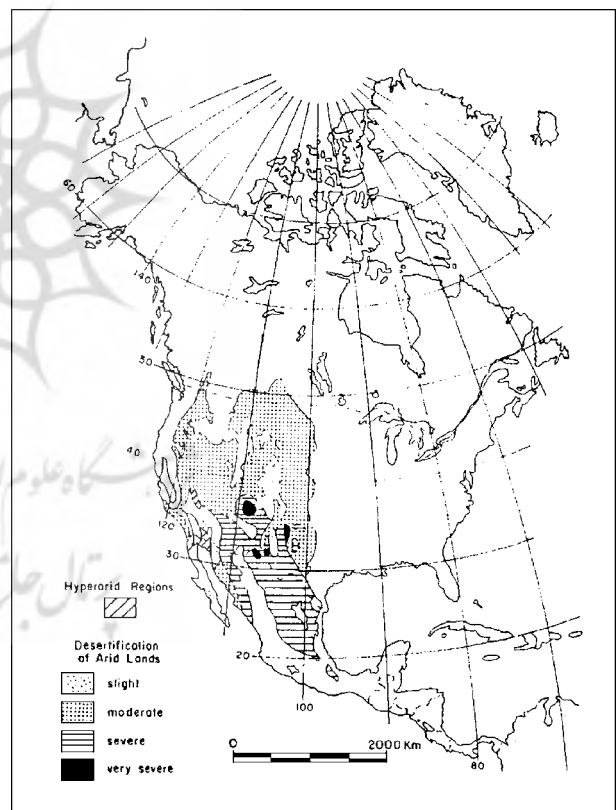 60
140
50
40
120
30
Hyperarid Regions
20
100
80
Desertification
of Arid Lands
slight
moderate
severe
very severe
0 2000 Km